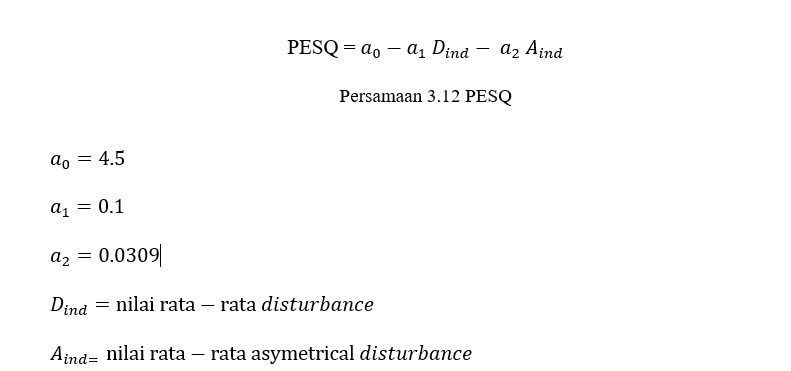 PESQ = a₀ − a₁ D_ind − a₂ A_ind
Persamaan 3.12 PESQ
a₀ = 4.5
a₁ = 0.1
a₂ = 0.0309
D_ind = nilai rata − rata disturbance
A_ind= nilai rata − rata asymetrical disturbance